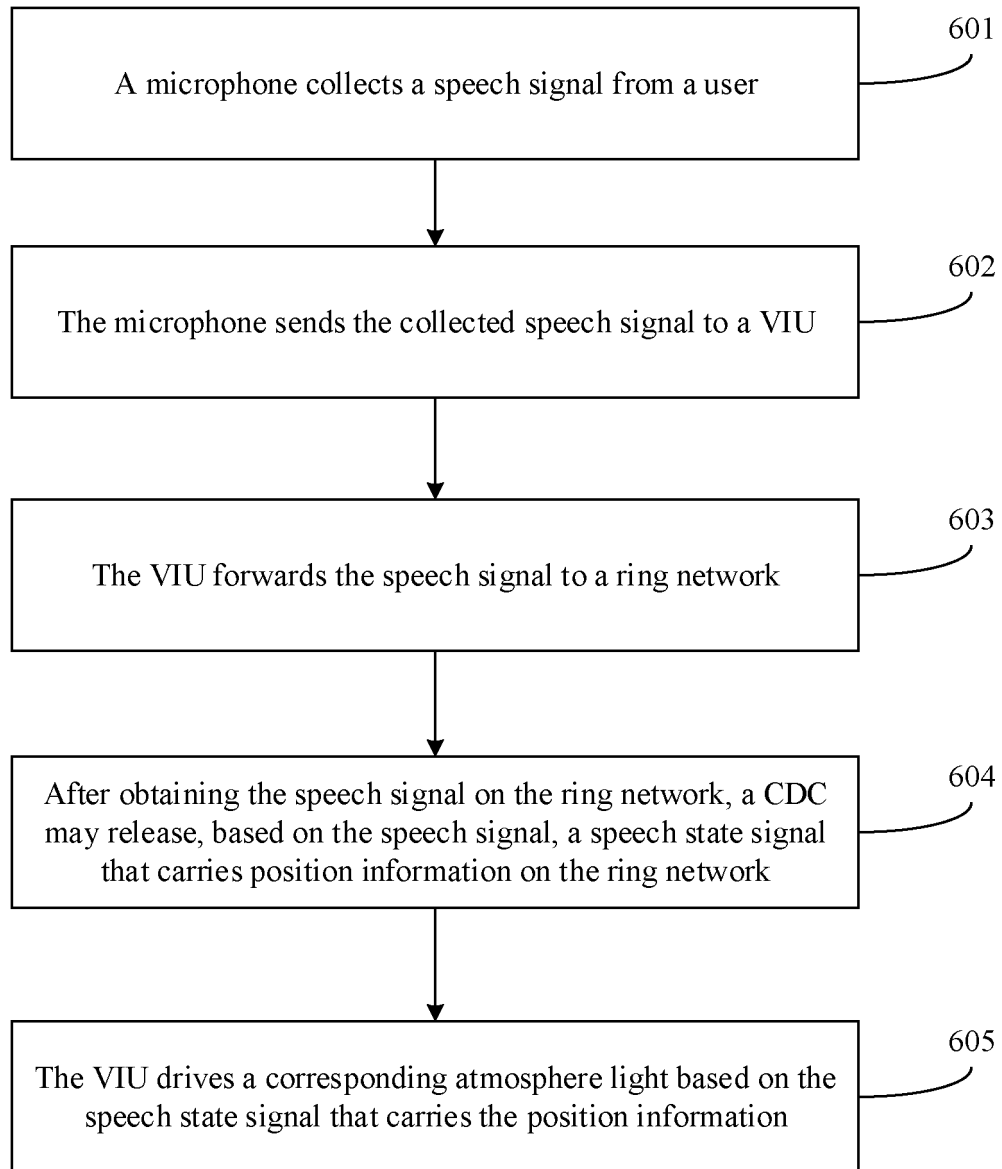 601
A microphone collects a speech signal from a user
602
The microphone sends the collected speech signal to a VIU
603
The VIU forwards the speech signal to a ring network
604
After obtaining the speech signal on the ring network, a CDC
may release, based on the speech signal, a speech state signal
that carries position information on the ring network
605
The VIU drives a corresponding atmosphere light based on the
speech state signal that carries the position information